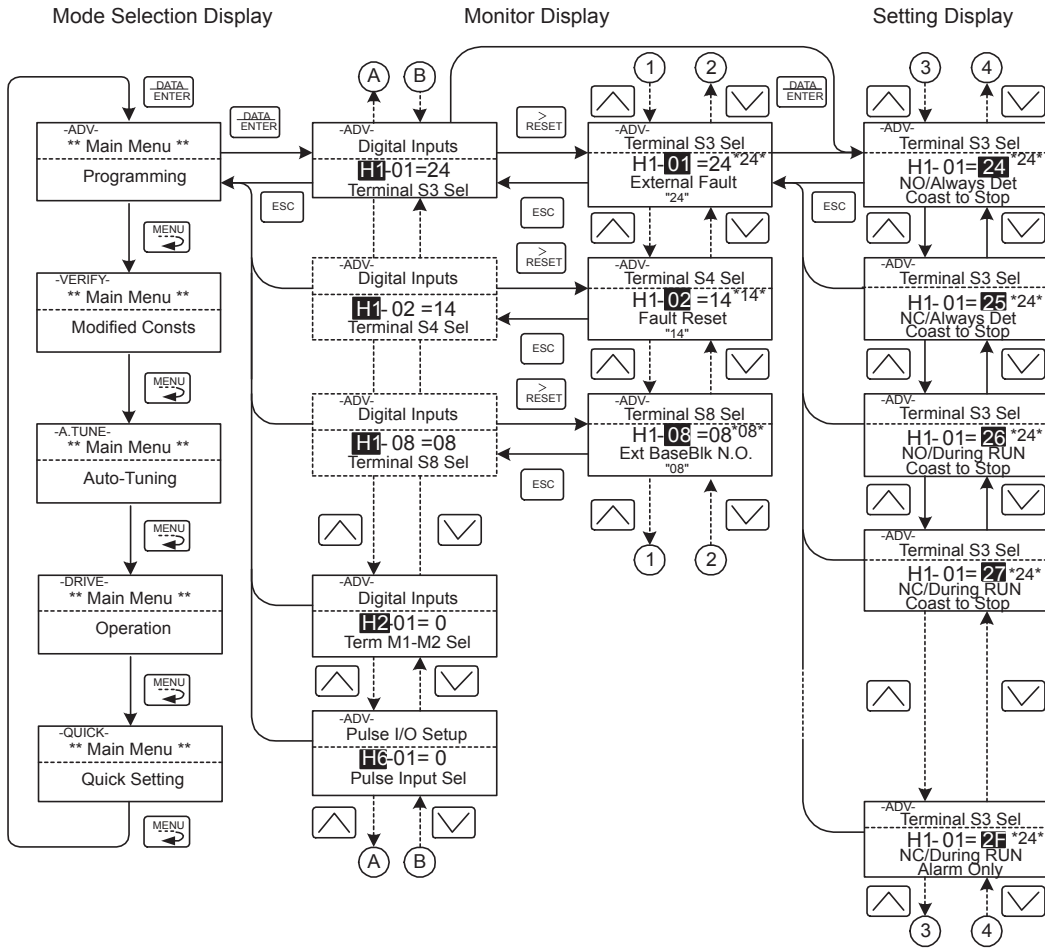 Mode Selection Display
Monitor Display
Setting Display
DATA
ENTER
-ADV-
** Main Menu **
Programming
MENU
-VERIFY-
** Main Menu **
Modified Consts
MENU
-A.TUNE-
** Main Menu **
Auto-Tuning
MENU
-DRIVE-
** Main Menu **
Operation
MENU
-QUICK-
** Main Menu **
Quick Setting
MENU
DATA
ENTER
ESC
A
B
-ADV-
Digital Inputs
H1-01=24
Terminal S3 Sel
-ADV-
Digital Inputs
H1- 02 =14
Terminal S4 Sel
-ADV-
Digital Inputs
H1- 08 =08
Terminal S8 Sel
-ADV-
Digital Inputs
H2-01= 0
Term M1-M2 Sel
-ADV-
Pulse I/O Setup
H6-01= 0
Pulse Input Sel
A
B
>
RESET
ESC
>
RESET
ESC
>
RESET
ESC
1
2
-ADV-
Terminal S3 Sel
H1- 01 =24 *24*
External Fault
"24"
-ADV-
Terminal S4 Sel
H1- 02 =14 *14*
Fault Reset
"14"
-ADV-
Terminal S8 Sel
H1- 08 =08 *08*
Ext BaseBlk N.O.
"08"
1
2
DATA
ENTER
ESC
3
4
-ADV-
Terminal S3 Sel
H1- 01= 24 *24*
NO/Always Det
Coast to Stop
-ADV-
Terminal S3 Sel
H1- 01= 25 *24*
NC/Always Det
Coast to Stop
-ADV-
Terminal S3 Sel
H1- 01= 26 *24*
NO/During RUN
Coast to Stop
-ADV-
Terminal S3 Sel
H1- 01= 27 *24*
NC/During RUN
Coast to Stop
-ADV-
Terminal S3 Sel
H1- 01= 2F *24*
NC/During RUN
Alarm Only
3
4